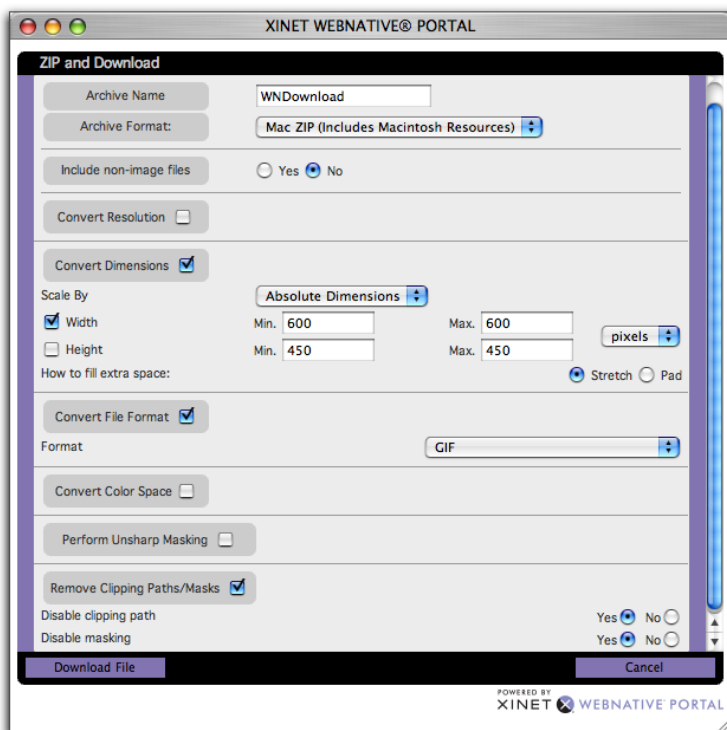 XINET WEBNATIVE® PORTAL
ZIP and Download
Archive Name WNDownload
Archive Format: Mac ZIP (Includes Macintosh Resources)
Include non-image files Yes No
Convert Resolution
Convert Dimensions
Scale By Absolute Dimensions
Width Min. 600 Max. 600 pixels
Height Min. 450 Max. 450
How to fill extra space: Stretch Pad
Convert File Format
Format GIF
Convert Color Space
Perform Unsharp Masking
Remove Clipping Paths/Masks
Disable clipping path Yes No
Disable masking Yes No
Download File Cancel
POWERED BY
XINET WEBNATIVE PORTAL